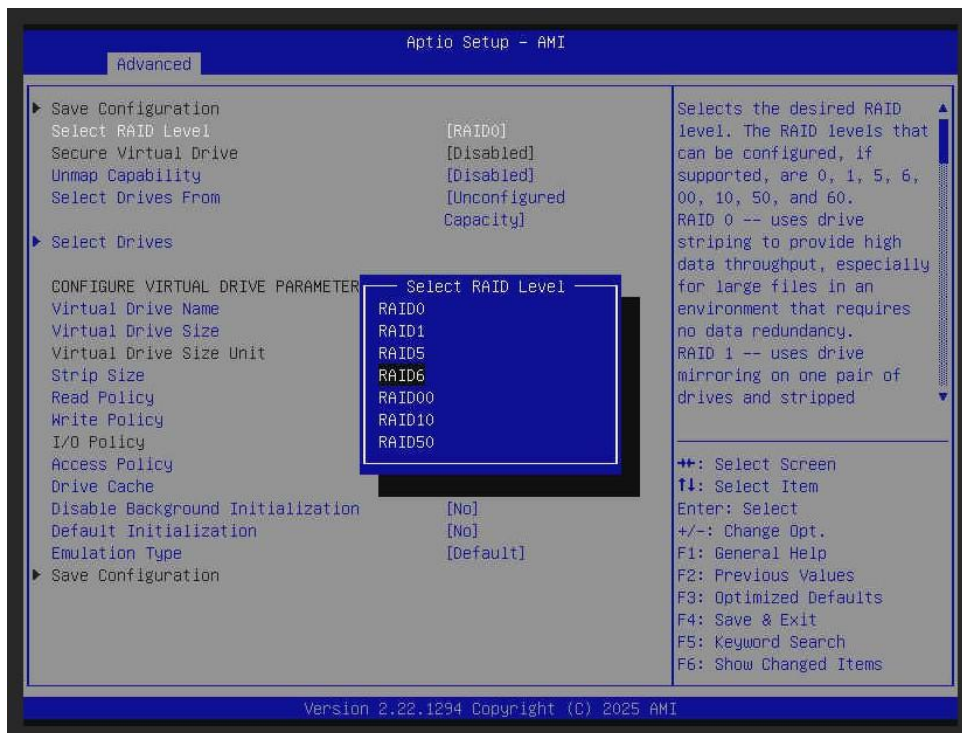 Aptio Setup – AMI
Advanced
Save Configuration
Select RAID Level [RAID0]
Secure Virtual Drive [Disabled]
Unmap Capability [Disabled]
Select Drives From [Unconfigured
Capacity]
Select Drives
CONFIGURE VIRTUAL DRIVE PARAMETER
Virtual Drive Name
Virtual Drive Size
Virtual Drive Size Unit
Strip Size
Read Policy
Write Policy
I/O Policy
Access Policy
Drive Cache
Disable Background Initialization [No]
Default Initialization [No]
Emulation Type [Default]
Save Configuration
Select RAID Level
RAID0
RAID1
RAID5
RAID6
RAID00
RAID10
RAID50
Selects the desired RAID
level. The RAID levels that
can be configured, if
supported, are 0, 1, 5, 6,
00, 10, 50, and 60.
RAID 0 -- uses drive
striping to provide high
data throughput, especially
for large files in an
environment that requires
no data redundancy.
RAID 1 -- uses drive
mirroring on one pair of
drives and stripped
→←: Select Screen
↑↓: Select Item
Enter: Select
+/-: Change Opt.
F1: General Help
F2: Previous Values
F3: Optimized Defaults
F4: Save & Exit
F5: Keyword Search
F6: Show Changed Items
Version 2.22.1294 Copyright (C) 2025 AMI